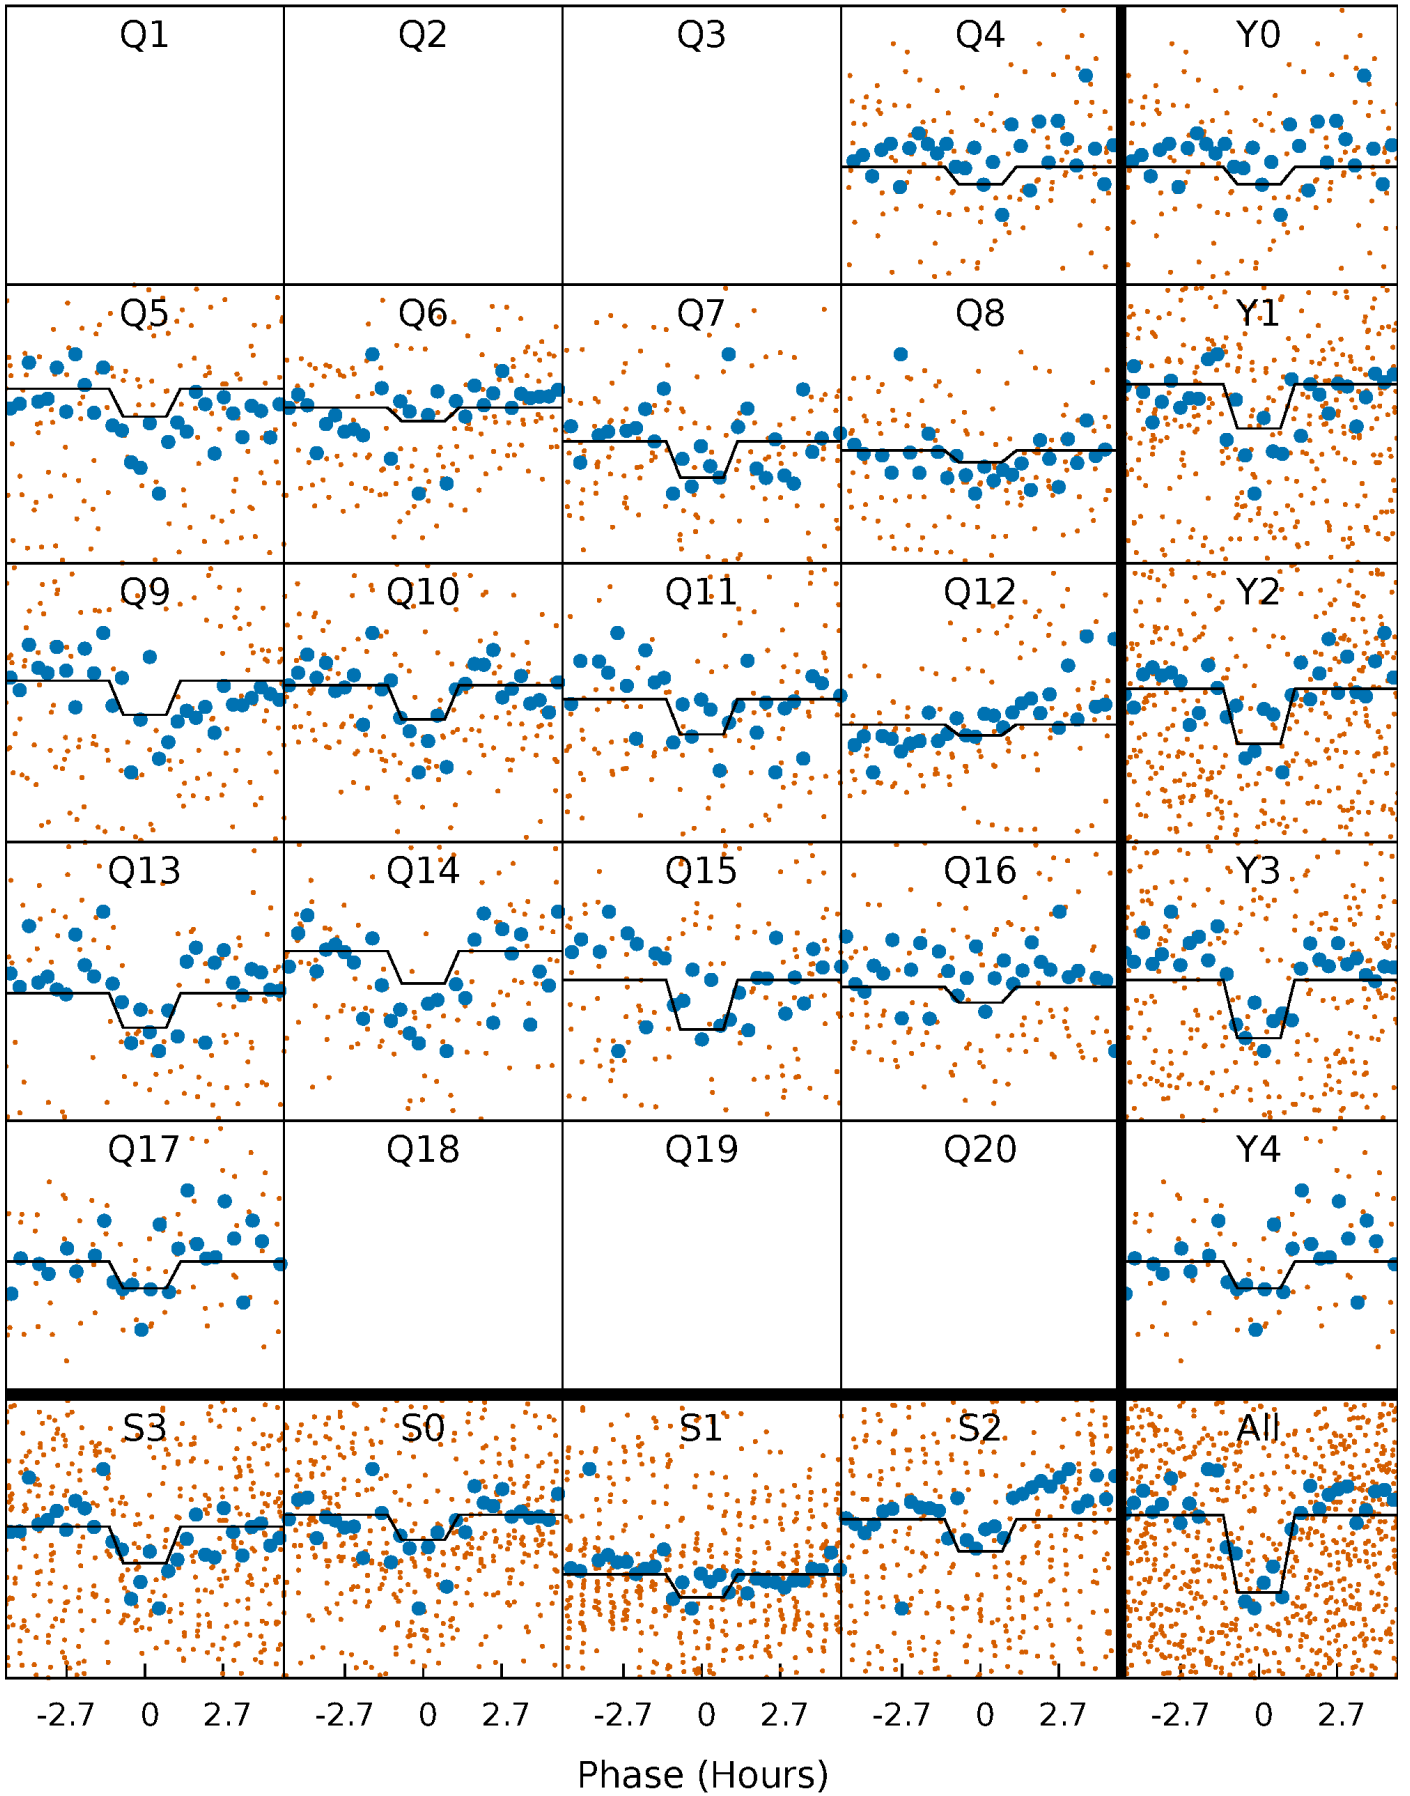 Q1 Q2 Q3 Q4 Y0
Q5 Q6 Q7 Q8 Y1
Q9 Q10 Q11 Q12 Y2
Q13 Q14 Q15 Q16 Y3
Q17 Q18 Q19 Q20 Y4
S3 S0 S1 S2 All
-2.7 0 2.7 -2.7 0 2.7 -2.7 0 2.7 -2.7 0 2.7 -2.7 0 2.7
Phase (Hours)